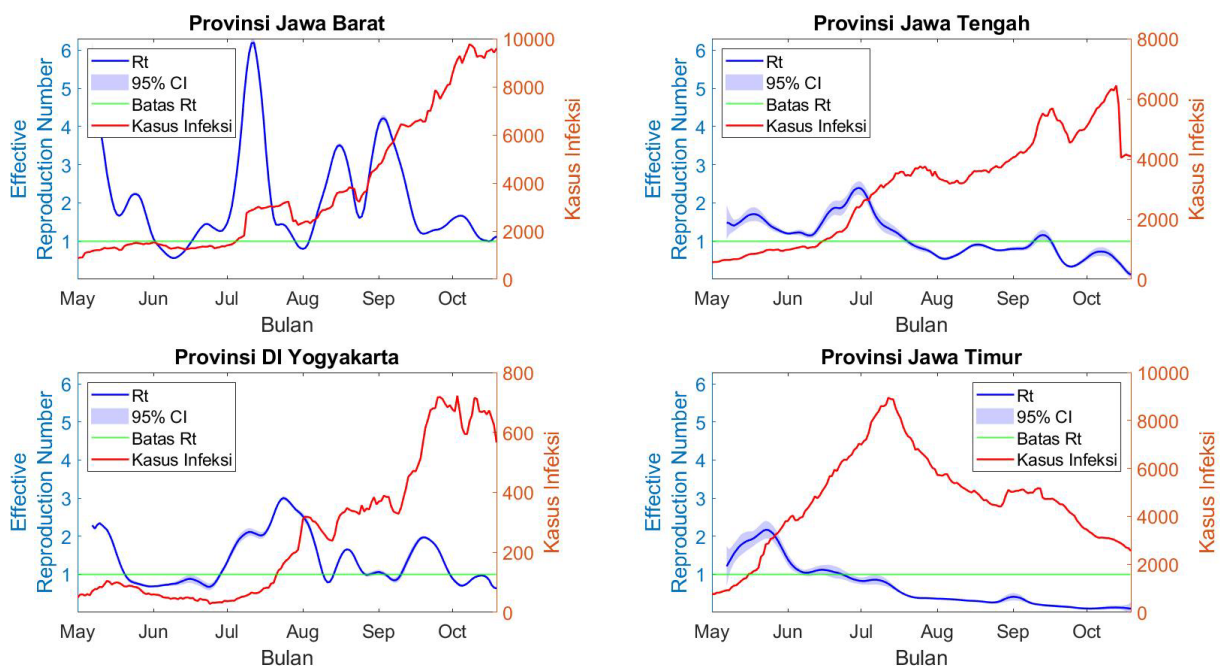 Provinsi Jawa Barat
Effective
Reproduction Number
6
5
4
3
2
1
Rt
95% CI
Batas Rt
Kasus Infeksi
10000
8000
6000
4000
2000
0
Kasus Infeksi
May Jun Jul Aug Sep Oct
Bulan
Provinsi Jawa Tengah
Effective
Reproduction Number
6
5
4
3
2
1
Rt
95% CI
Batas Rt
Kasus Infeksi
8000
6000
4000
2000
0
Kasus Infeksi
May Jun Jul Aug Sep Oct
Bulan
Provinsi DI Yogyakarta
Effective
Reproduction Number
6
5
4
3
2
1
Rt
95% CI
Batas Rt
Kasus Infeksi
800
600
400
200
0
Kasus Infeksi
May Jun Jul Aug Sep Oct
Bulan
Provinsi Jawa Timur
Effective
Reproduction Number
6
5
4
3
2
1
Rt
95% CI
Batas Rt
Kasus Infeksi
10000
8000
6000
4000
2000
0
Kasus Infeksi
May Jun Jul Aug Sep Oct
Bulan